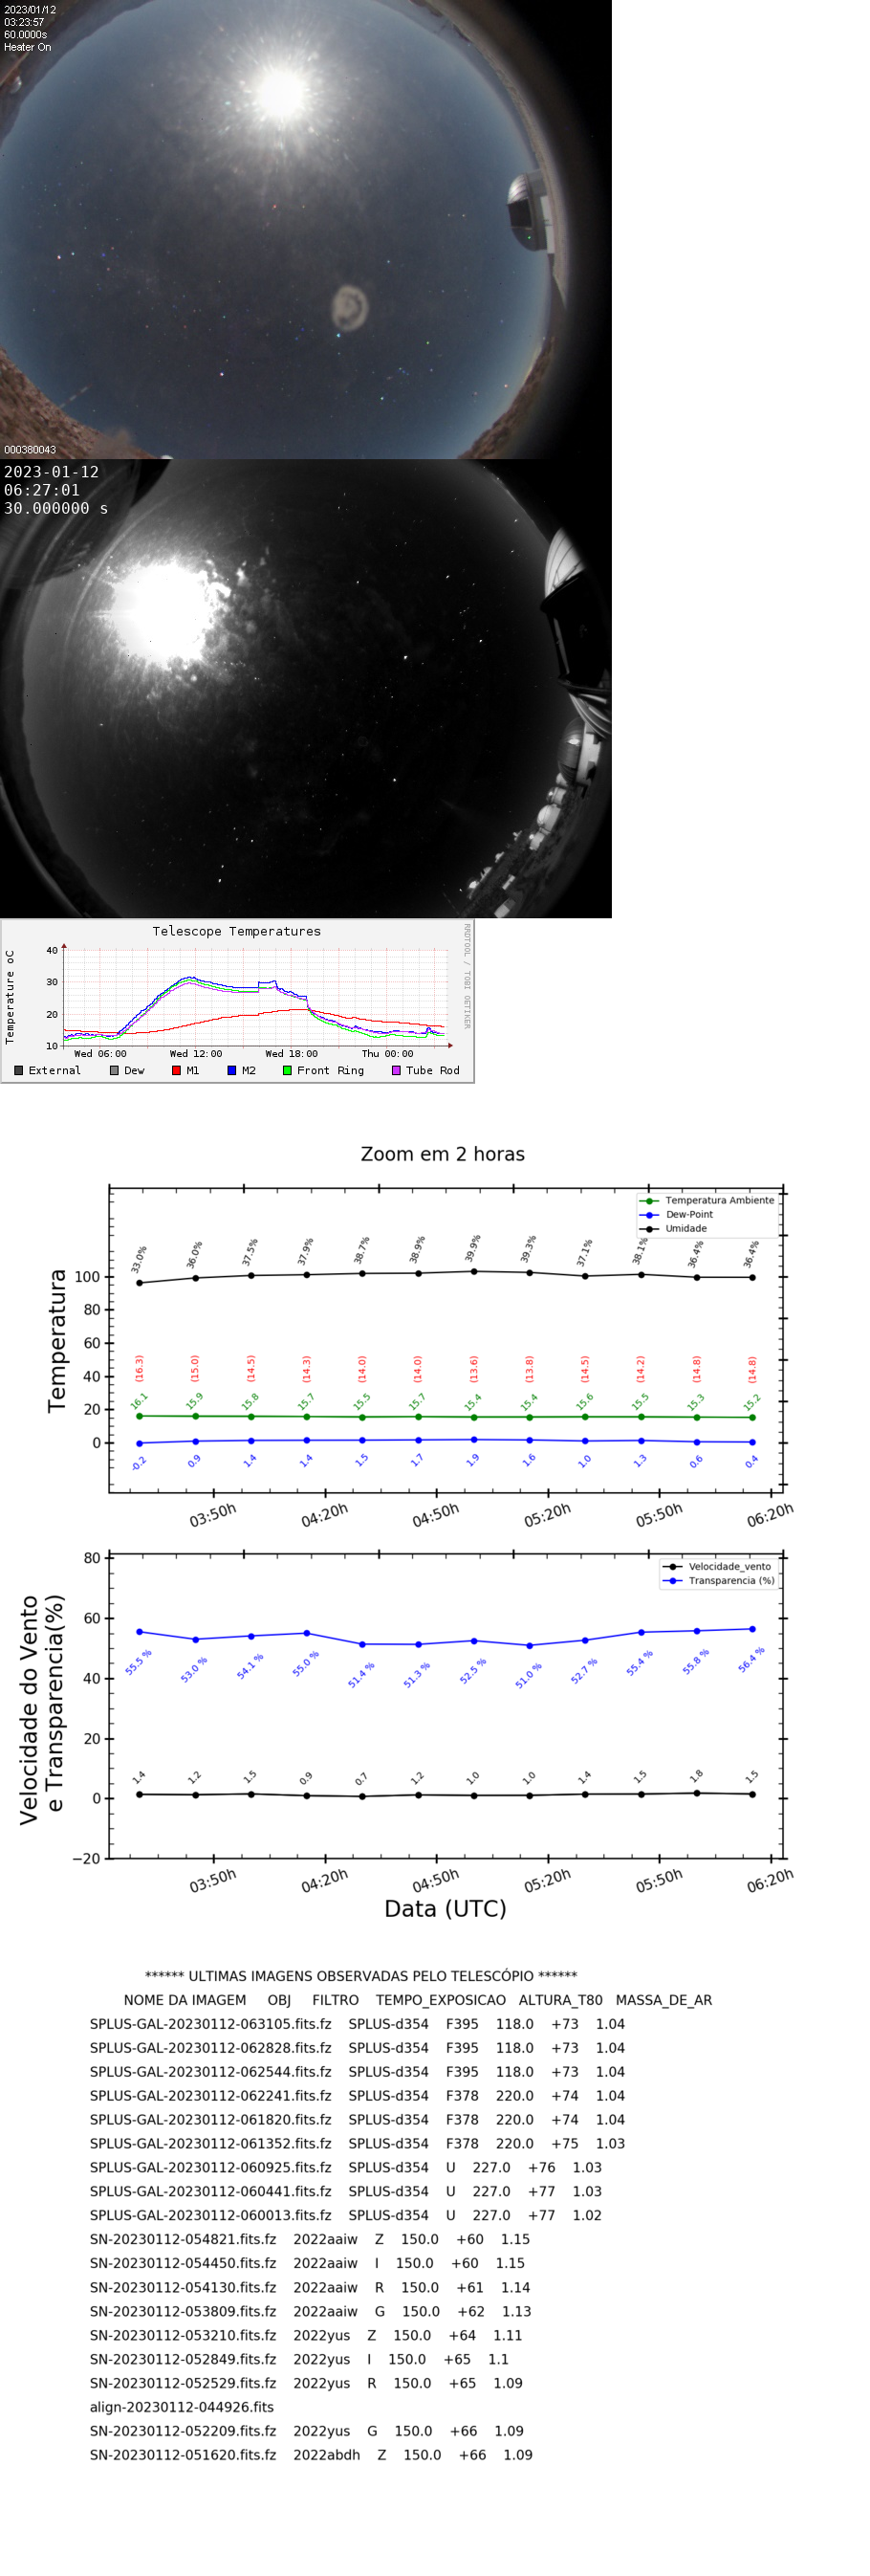 2023/01/12
03:23:57
60.0000s
Heater On
000380043
2023-01-12
06:27:01
30.000000 s
Telescope Temperatures
RRDTOOL / TOBI OETIKER
Temperature oC
40
30
20
10
Wed 06:00 Wed 12:00 Wed 18:00 Thu 00:00
External Dew M1 M2 Front Ring Tube Rod
Zoom em 2 horas
Temperatura Ambiente
Dew-Point
Umidade
Temperatura
100
80
60
40
20
0
33.0% 36.0% 37.5% 37.9% 38.7% 38.9% 39.9% 39.3% 37.1% 38.1% 36.4% 36.4%
(16.3) (15.0) (14.5) (14.3) (14.0) (14.0) (13.6) (13.8) (14.5) (14.2) (14.8) (14.8)
16.1 15.9 15.8 15.7 15.5 15.7 15.4 15.4 15.6 15.5 15.3 15.2
-0.2 0.9 1.4 1.4 1.5 1.7 1.9 1.6 1.0 1.3 0.6 0.4
03:50h 04:20h 04:50h 05:20h 05:50h 06:20h
Velocidade_vento
Transparencia (%)
Velocidade do Vento
e Transparencia(%)
80
60
40
20
0
−20
55.5 % 53.0 % 54.1 % 55.0 % 51.4 % 51.3 % 52.5 % 51.0 % 52.7 % 55.4 % 55.8 % 56.4 %
1.4 1.2 1.5 0.9 0.7 1.2 1.0 1.0 1.4 1.5 1.8 1.5
03:50h 04:20h 04:50h 05:20h 05:50h 06:20h
Data (UTC)
****** ULTIMAS IMAGENS OBSERVADAS PELO TELESCÓPIO ******
NOME DA IMAGEM OBJ FILTRO TEMPO_EXPOSICAO ALTURA_T80 MASSA_DE_AR
SPLUS-GAL-20230112-063105.fits.fz SPLUS-d354 F395 118.0 +73 1.04
SPLUS-GAL-20230112-062828.fits.fz SPLUS-d354 F395 118.0 +73 1.04
SPLUS-GAL-20230112-062544.fits.fz SPLUS-d354 F395 118.0 +73 1.04
SPLUS-GAL-20230112-062241.fits.fz SPLUS-d354 F378 220.0 +74 1.04
SPLUS-GAL-20230112-061820.fits.fz SPLUS-d354 F378 220.0 +74 1.04
SPLUS-GAL-20230112-061352.fits.fz SPLUS-d354 F378 220.0 +75 1.03
SPLUS-GAL-20230112-060925.fits.fz SPLUS-d354 U 227.0 +76 1.03
SPLUS-GAL-20230112-060441.fits.fz SPLUS-d354 U 227.0 +77 1.03
SPLUS-GAL-20230112-060013.fits.fz SPLUS-d354 U 227.0 +77 1.02
SN-20230112-054821.fits.fz 2022aaiw Z 150.0 +60 1.15
SN-20230112-054450.fits.fz 2022aaiw I 150.0 +60 1.15
SN-20230112-054130.fits.fz 2022aaiw R 150.0 +61 1.14
SN-20230112-053809.fits.fz 2022aaiw G 150.0 +62 1.13
SN-20230112-053210.fits.fz 2022yus Z 150.0 +64 1.11
SN-20230112-052849.fits.fz 2022yus I 150.0 +65 1.1
SN-20230112-052529.fits.fz 2022yus R 150.0 +65 1.09
align-20230112-044926.fits
SN-20230112-052209.fits.fz 2022yus G 150.0 +66 1.09
SN-20230112-051620.fits.fz 2022abdh Z 150.0 +66 1.09